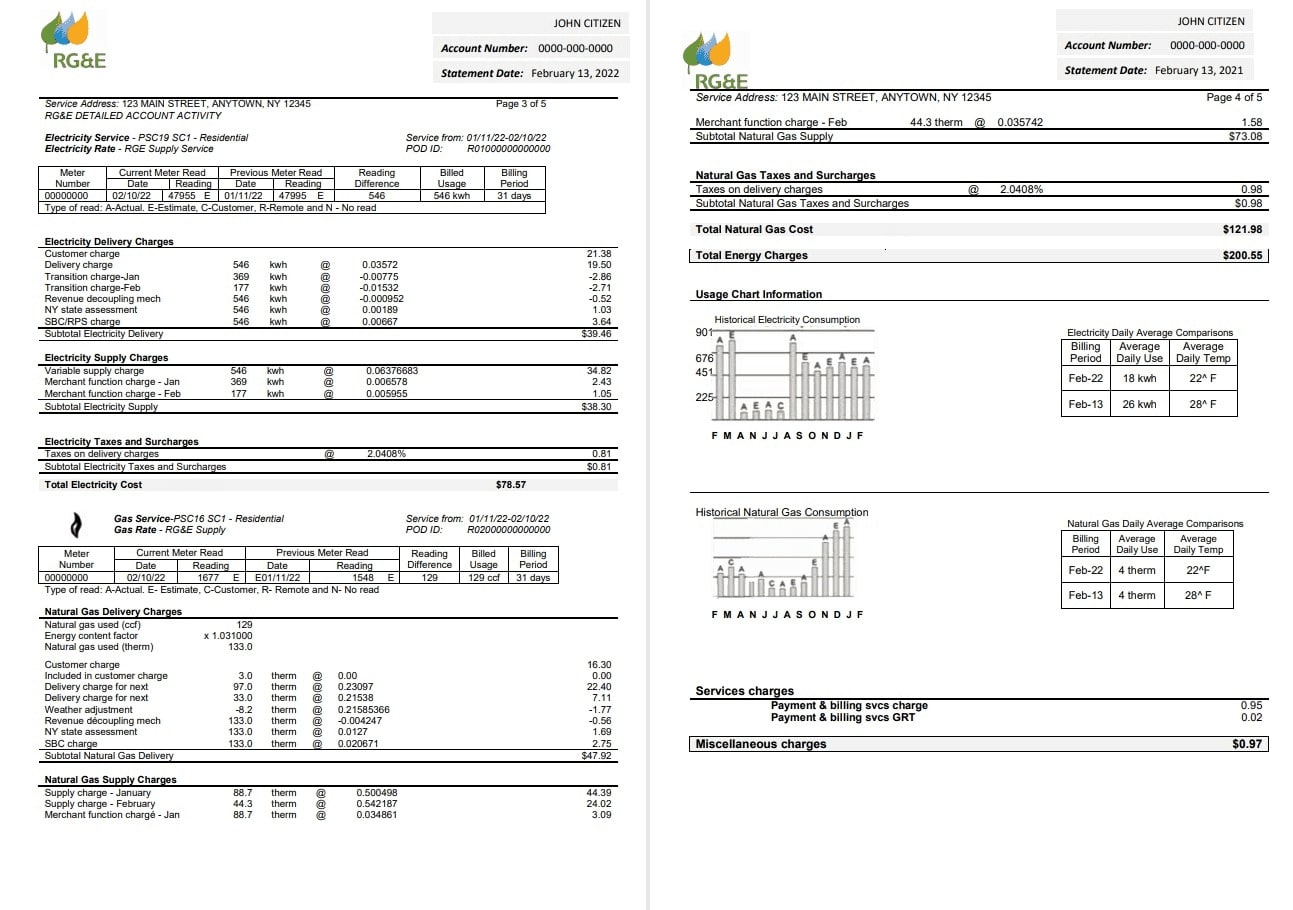 RG&E
JOHN CITIZEN
Account Number: 0000-000-0000
Statement Date: February 13, 2022
Service Address: 123 MAIN STREET, ANYTOWN, NY 12345 Page 3 of 5
RG&E DETAILED ACCOUNT ACTIVITY
Electricity Service - PSC19 SC1 - Residential Service from: 01/11/22-02/10/22
Electricity Rate - RGE Supply Service POD ID: R01000000000000
Meter Number Current Meter Read Previous Meter Read Reading Difference Billed Usage Billing Period
Date Reading Date Reading
00000000 02/10/22 47955 E 01/11/22 47995 E 546 546 kwh 31 days
Type of read: A-Actual. E-Estimate, C-Customer, R-Remote and N - No read
Electricity Delivery Charges
Customer charge 21.38
Delivery charge 546 kwh @ 0.03572 19.50
Transition charge-Jan 369 kwh @ -0.00775 -2.86
Transition charge-Feb 177 kwh @ -0.01532 -2.71
Revenue decoupling mech 546 kwh @ -0.000952 -0.52
NY state assessment 546 kwh @ 0.00189 1.03
SBC/RPS charge 546 kwh @ 0.00667 3.64
Subtotal Electricity Delivery $39.46
Electricity Supply Charges
Variable supply charge 546 kwh @ 0.06376683 34.82
Merchant function charge - Jan 369 kwh @ 0.006578 2.43
Merchant function charge - Feb 177 kwh @ 0.005955 1.05
Subtotal Electricity Supply $38.30
Electricity Taxes and Surcharges
Taxes on delivery charges @ 2.0408% 0.81
Subtotal Electricity Taxes and Surcharges $0.81
Total Electricity Cost $78.57
Gas Service-PSC16 SC1 - Residential Service from: 01/11/22-02/10/22
Gas Rate - RG&E Supply POD ID: R02000000000000
Meter Number Current Meter Read Previous Meter Read Reading Difference Billed Usage Billing Period
Date Reading Date Reading
00000000 02/10/22 1677 E E01/11/22 1548 E 129 129 ccf 31 days
Type of read: A-Actual. E- Estimate, C-Customer, R- Remote and N- No read
Natural Gas Delivery Charges
Natural gas used (ccf) 129
Energy content factor x 1.031000
Natural gas used (therm) 133.0
Customer charge 16.30
Included in customer charge 3.0 therm @ 0.00 0.00
Delivery charge for next 97.0 therm @ 0.23097 22.40
Delivery charge for next 33.0 therm @ 0.21538 7.11
Weather adjustment -8.2 therm @ 0.21585366 -1.77
Revenue découpling mech 133.0 therm @ -0.004247 -0.56
NY state assessment 133.0 therm @ 0.0127 1.69
SBC charge 133.0 therm @ 0.020671 2.75
Subtotal Natural Gas Delivery $47.92
Natural Gas Supply Charges
Supply charge - January 88.7 therm @ 0.500498 44.39
Supply charge - February 44.3 therm @ 0.542187 24.02
Merchant function chargé - Jan 88.7 therm @ 0.034861 3.09
RG&E
JOHN CITIZEN
Account Number: 0000-000-0000
Statement Date: February 13, 2021
Service Address: 123 MAIN STREET, ANYTOWN, NY 12345 Page 4 of 5
Merchant function charge - Feb 44.3 therm @ 0.035742 1.58
Subtotal Natural Gas Supply $73.08
Natural Gas Taxes and Surcharges
Taxes on delivery charges @ 2.0408% 0.98
Subtotal Natural Gas Taxes and Surcharges $0.98
Total Natural Gas Cost $121.98
Total Energy Charges $200.55
Usage Chart Information
Historical Electricity Consumption
901
676
451
225
A E A E A C A E A E A E E
F M A N J J A S O N D J F
Electricity Daily Average Comparisons
Billing Period Average Daily Use Average Daily Temp
Feb-22 18 kwh 22^ F
Feb-13 26 kwh 28^ F
Historical Natural Gas Consumption
A C A A C A E A E A E A
F M A N J J A S O N D J F
Natural Gas Daily Average Comparisons
Billing Period Average Daily Use Average Daily Temp
Feb-22 4 therm 22^F
Feb-13 4 therm 28^ F
Services charges
Payment & billing svcs charge 0.95
Payment & billing svcs GRT 0.02
Miscellaneous charges $0.97